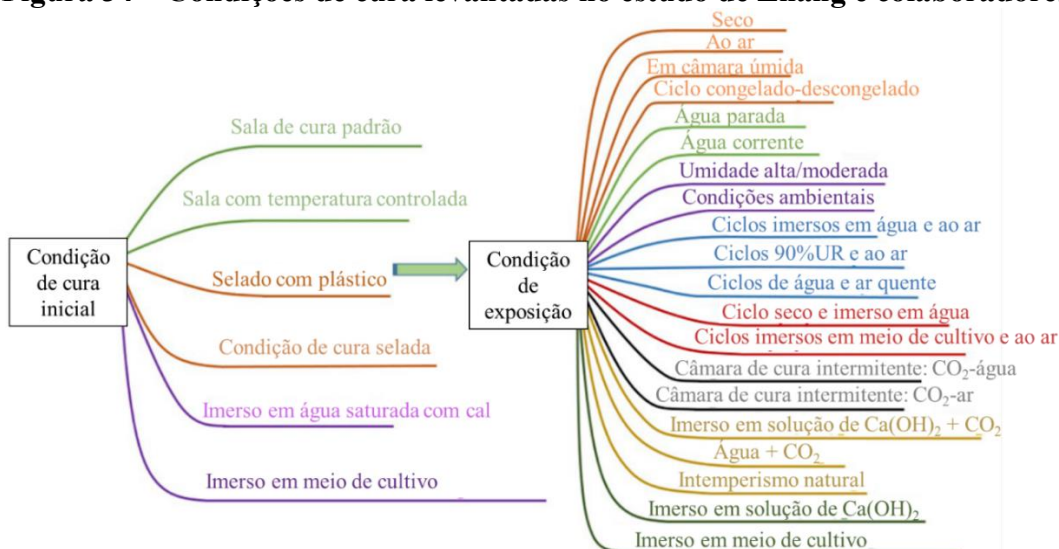 Figura 34 – Condições de cura levantadas no estudo de Zhang e colaboradore
Sala de cura padrão
Sala com temperatura controlada
Condição
de cura
inicial
Selado com plástico
Condição de cura selada
Imerso em água saturada com cal
Imerso em meio de cultivo
Condição
de
exposição
Seco
Ao ar
Em câmara úmida
Ciclo congelado-descongelado
Água parada
Água corrente
Umidade alta/moderada
Condições ambientais
Ciclos imersos em água e ao ar
Ciclos 90%UR e ao ar
Ciclos de água e ar quente
Ciclo seco e imerso em água
Ciclos imersos em meio de cultivo e ao ar
Câmara de cura intermitente: CO₂-água
Câmara de cura intermitente: CO₂-ar
Imerso em solução de Ca(OH)₂ + CO₂
Água + CO₂
Intemperismo natural
Imerso em solução de Ca(OH)₂
Imerso em meio de cultivo